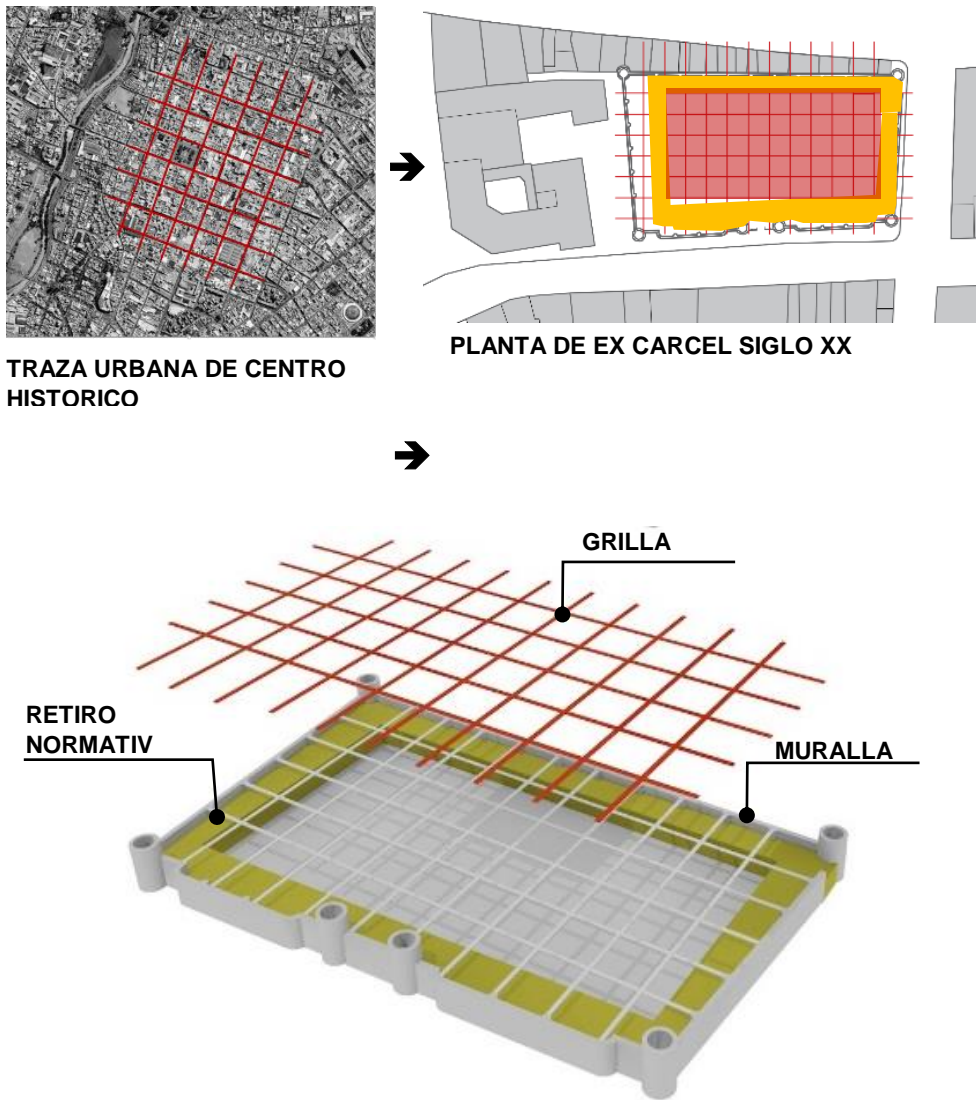 TRAZA URBANA DE CENTRO
HISTORICO
PLANTA DE EX CARCEL SIGLO XX
GRILLA
RETIRO
NORMATIV
MURALLA